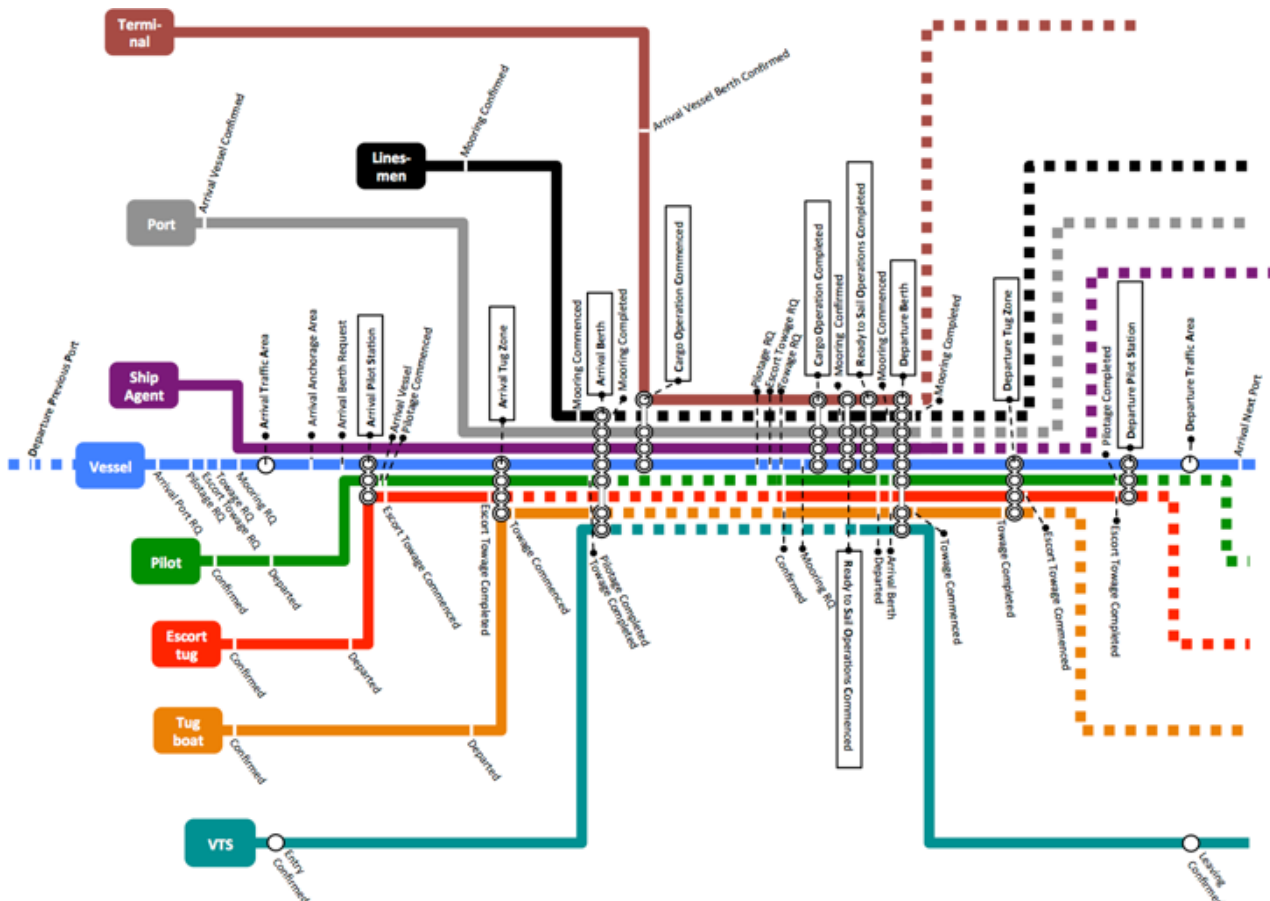 Termi-
nal
Arrival Vessel Berth Confirmed
Mooring Confirmed
Lines-
men
Arrival Vessel Confirmed
Port
Cargo Operation Commenced
Cargo Operation Completed
Mooring Confirmed
Ready to Sail Operations Completed
Mooring Commenced
Departure Berth
Mooring Completed
Departure Tug Zone
Pilotage Completed
Departure Pilot Station
Departure Traffic Area
Arrival Next Port
Pilotage RQ
Escort Towage RQ
Towage RQ
Mooring Commenced
Arrival Berth
Mooring Completed
Arrival Tug Zone
Departure Previous Port
Arrival Traffic Area
Arrival Anchorage Area
Arrival Berth Request
Arrival Pilot Station
Arrival Vessel
Pilotage Commenced
Ship
Agent
Vessel
Arrival Port RQ
Pilotage RQ
Escort Towage RQ
Towage RQ
Mooring RQ
Escort Towage Commenced
Escort Towage Completed
Towage Commenced
Pilotage Completed
Towage Completed
Confirmed
Mooring RQ
Ready to Sail Operations Commenced
Departed
Arrival Berth
Towage Commenced
Towage Completed
Escort Towage Commenced
Escort Towage Completed
Pilot
Confirmed
Departed
Escort
tug
Confirmed
Departed
Tug
boat
Confirmed
Departed
VTS
Entry
Confirmed
Leaving
Confirmed